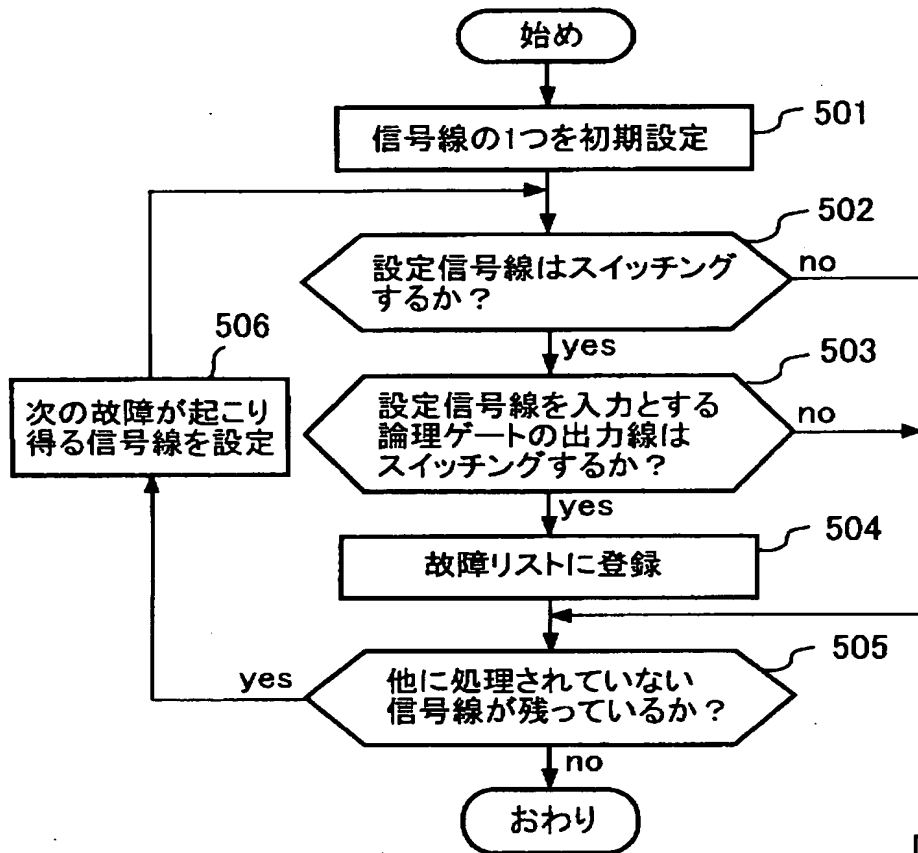 始め
501
信号線の1つを初期設定
502
設定信号線はスイッチング
するか？
no
yes
506
次の故障が起こり
得る信号線を設定
503
設定信号線を入力とする
論理ゲートの出力線は
スイッチングするか？
no
yes
504
故障リストに登録
505
他に処理されていない
信号線が残っているか？
yes
no
おわり